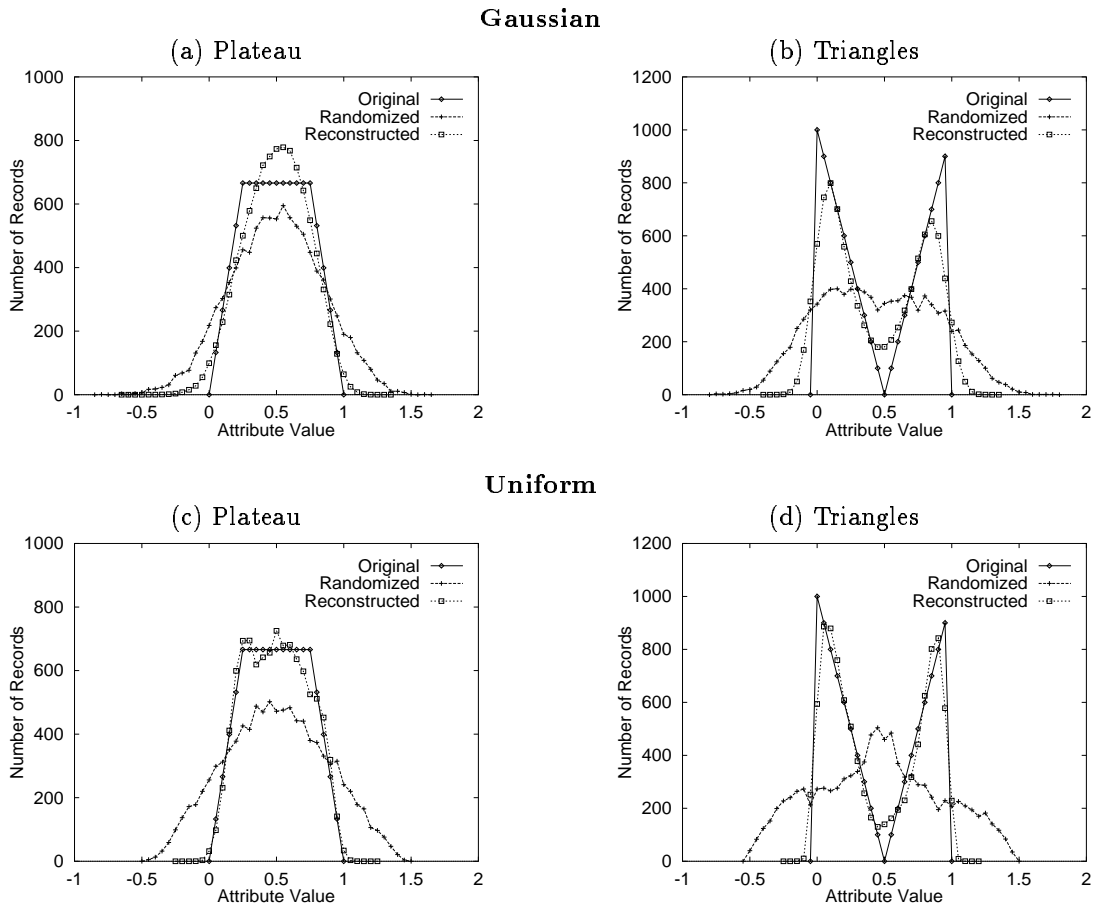 Gaussian
(a) Plateau
1000
800
600
400
200
0
-1
-0.5
0
0.5
1
1.5
2
Number of Records
Attribute Value
Original
Randomized
Reconstructed
(b) Triangles
1200
1000
800
600
400
200
0
-1
-0.5
0
0.5
1
1.5
2
Number of Records
Attribute Value
Original
Randomized
Reconstructed
Uniform
(c) Plateau
1000
800
600
400
200
0
-1
-0.5
0
0.5
1
1.5
2
Number of Records
Attribute Value
Original
Randomized
Reconstructed
(d) Triangles
1200
1000
800
600
400
200
0
-1
-0.5
0
0.5
1
1.5
2
Number of Records
Attribute Value
Original
Randomized
Reconstructed